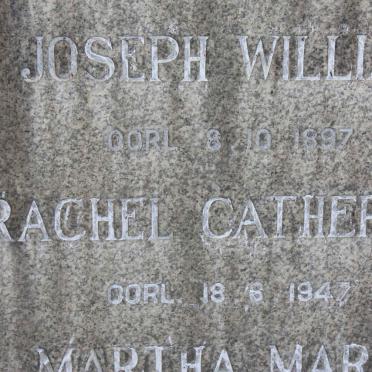 JOSEPH WILLI
OORL. 8 10 1897
RACHEL CATHER
OORL. 18 6 1947
MARTHA MAR